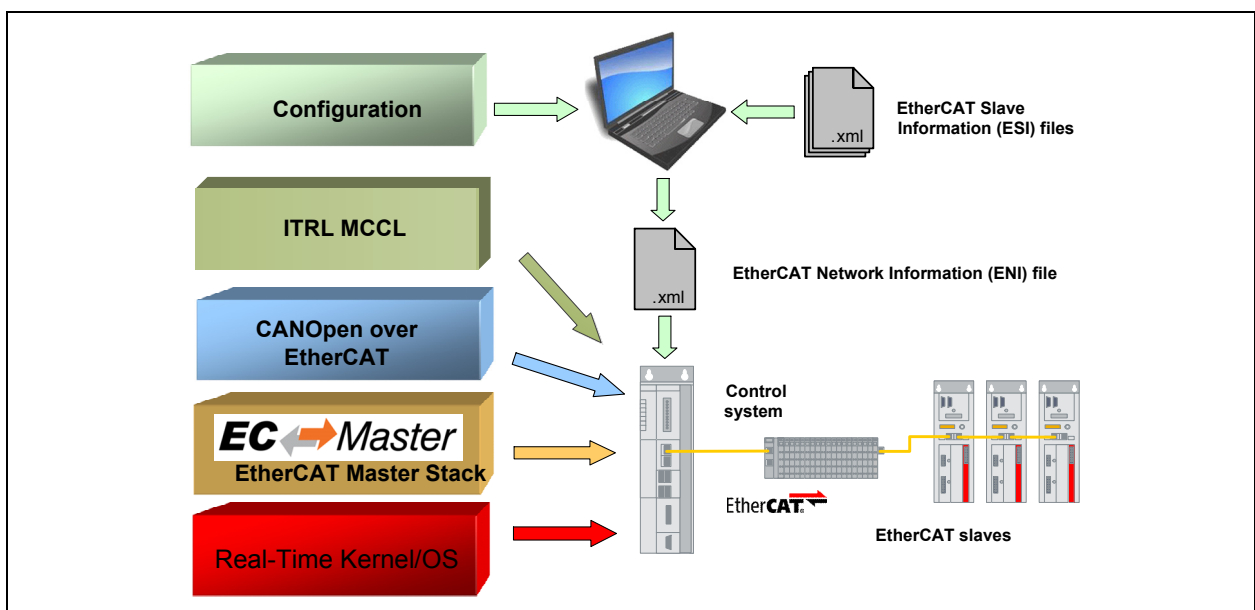 Configuration
.xml
EtherCAT Slave
Information (ESI) files
ITRL MCCL
.xml
EtherCAT Network Information (ENI) file
CANOpen over
EtherCAT
Control
system
EC Master
EtherCAT Master Stack
EtherCAT
EtherCAT slaves
Real-Time Kernel/OS